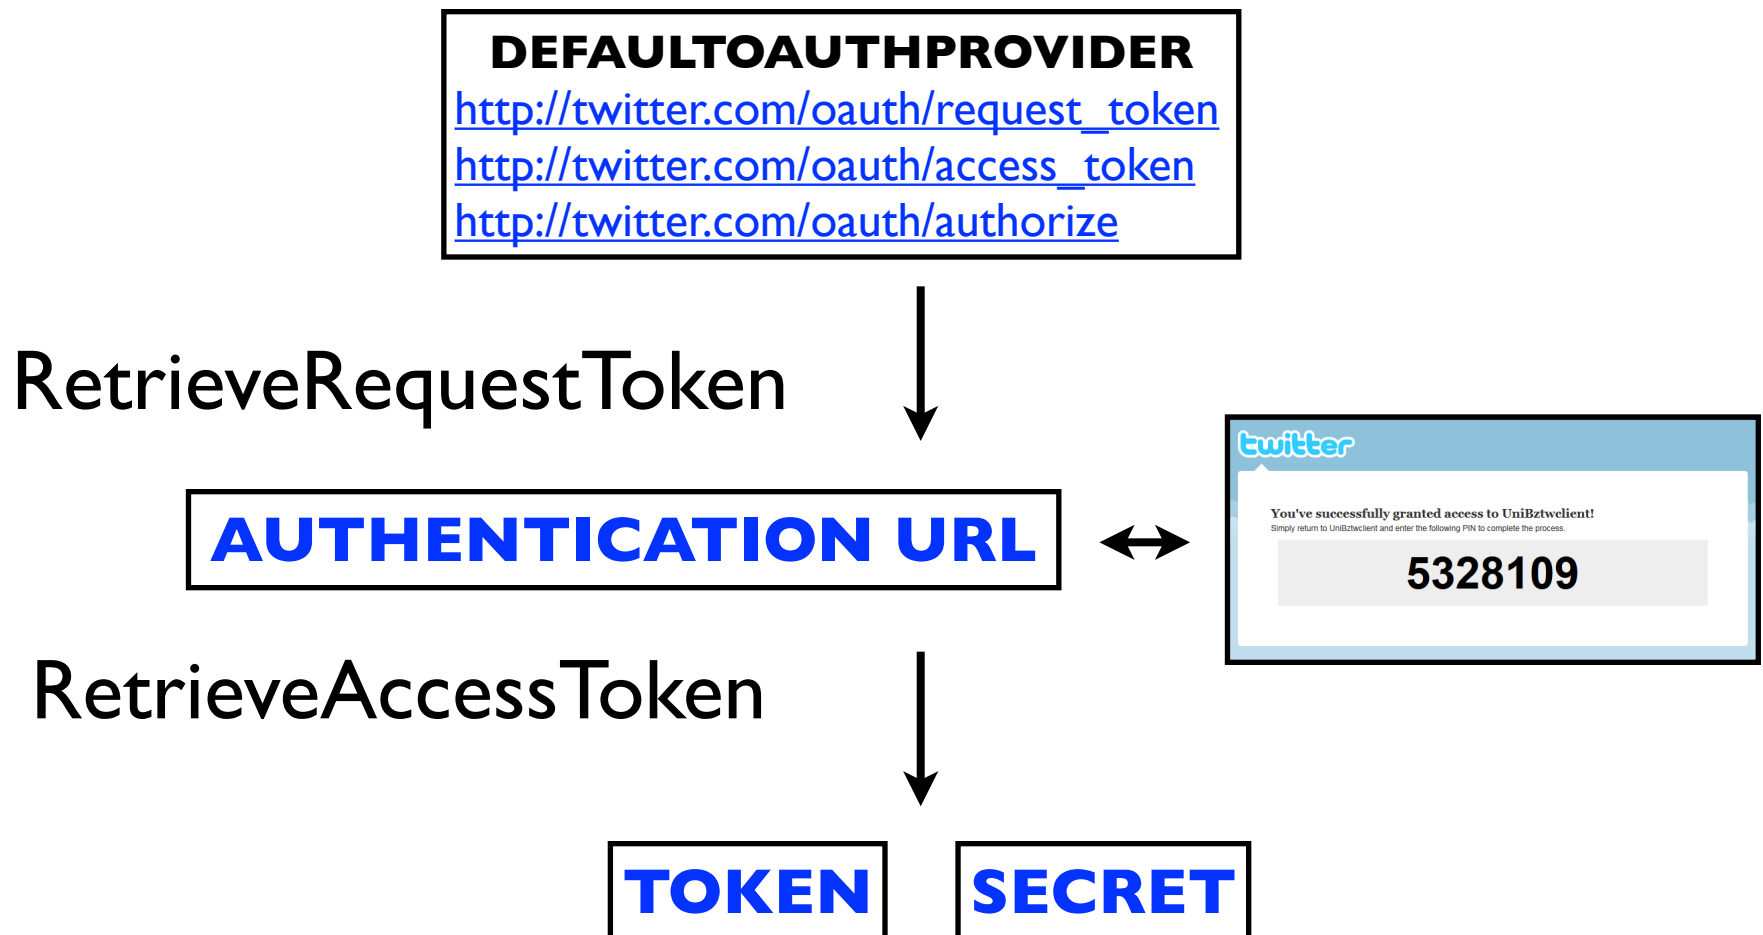 DEFAULTOAUTHPROVIDER
http://twitter.com/oauth/request_token
http://twitter.com/oauth/access_token
http://twitter.com/oauth/authorize
RetrieveRequestToken
twitter
AUTHENTICATION URL
You've successfully granted access to UniBztwclient!
Simply return to UniBztwclient and enter the following PIN to complete the process.
5328109
RetrieveAccessToken
TOKEN
SECRET